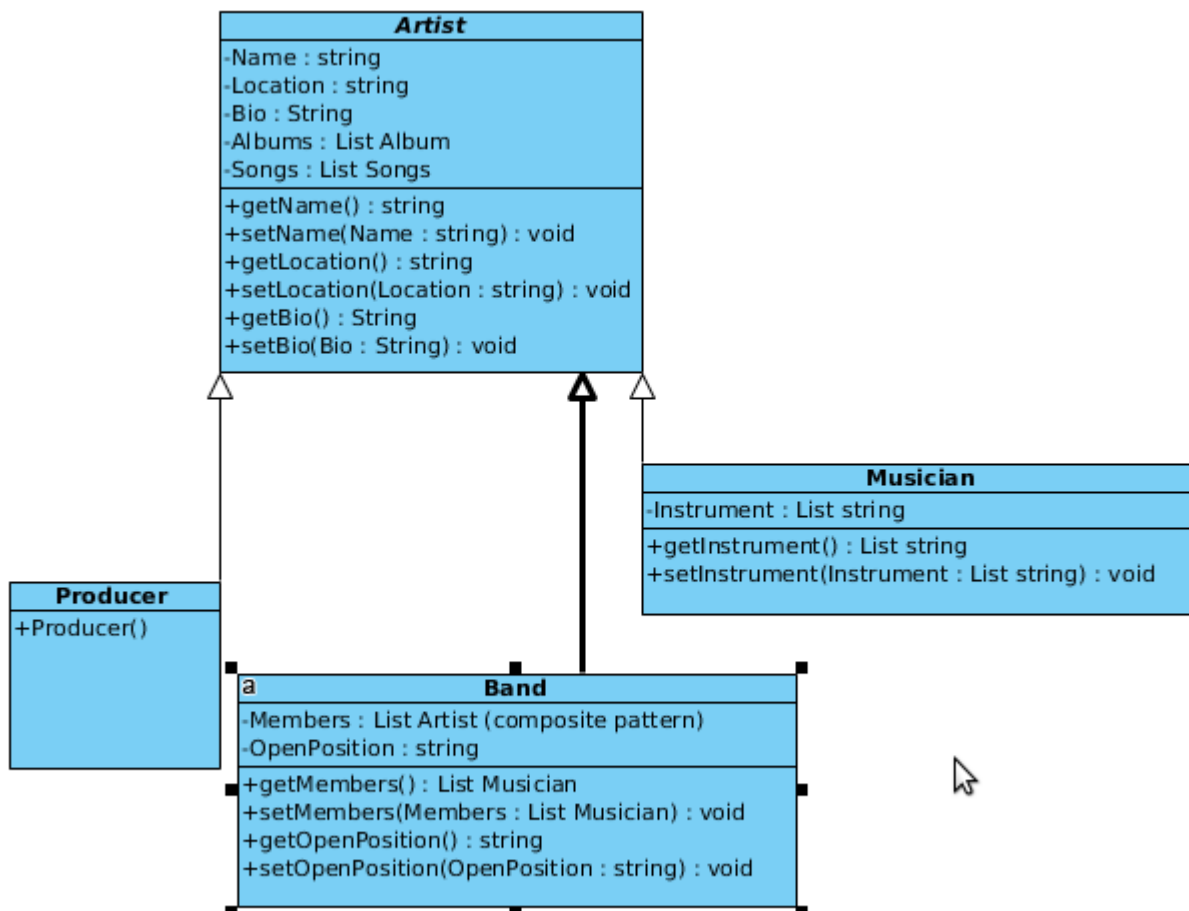 Artist
-Name : string
-Location : string
-Bio : String
-Albums : List Album
-Songs : List Songs
+getName() : string
+setName(Name : string) : void
+getLocation() : string
+setLocation(Location : string) : void
+getBio() : String
+setBio(Bio : String) : void
Musician
-Instrument : List string
+getInstrument() : List string
+setInstrument(Instrument : List string) : void
Producer
+Producer()
a
Band
-Members : List Artist (composite pattern)
-OpenPosition : string
+getMembers() : List Musician
+setMembers(Members : List Musician) : void
+getOpenPosition() : string
+setOpenPosition(OpenPosition : string) : void